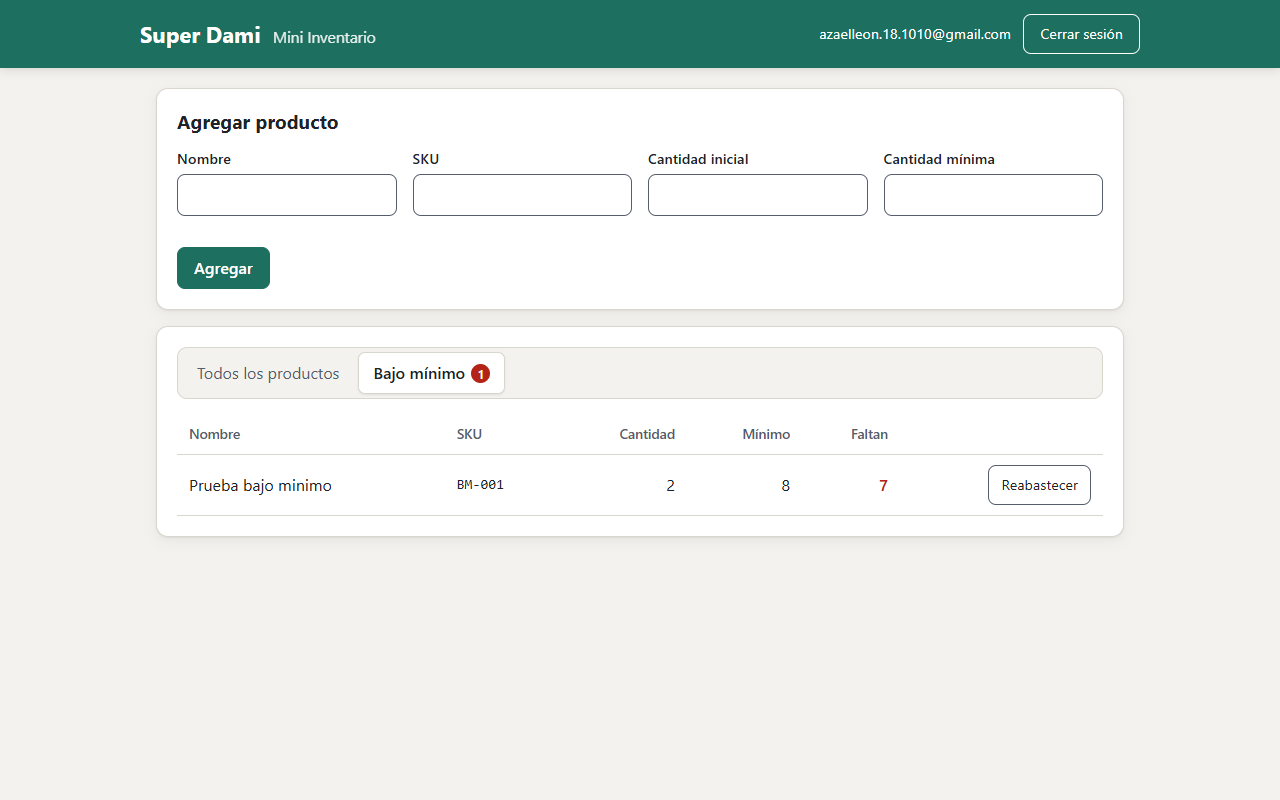 Super Dami Mini Inventario azaelleon.18.1010@gmail.com Cerrar sesión
Agregar producto
Nombre SKU Cantidad inicial Cantidad mínima
Agregar
Todos los productos Bajo mínimo 1
Nombre SKU Cantidad Mínimo Faltan
Prueba bajo minimo BM-001 2 8 7 Reabastecer